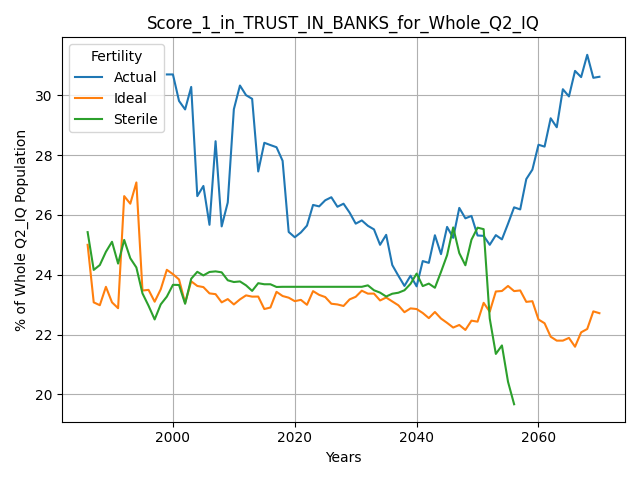 Score_1_in_TRUST_IN_BANKS_for_Whole_Q2_IQ
Fertility
Actual
Ideal
Sterile
% of Whole Q2_IQ Population
30
28
26
24
22
20
2000
2020
2040
2060
Years